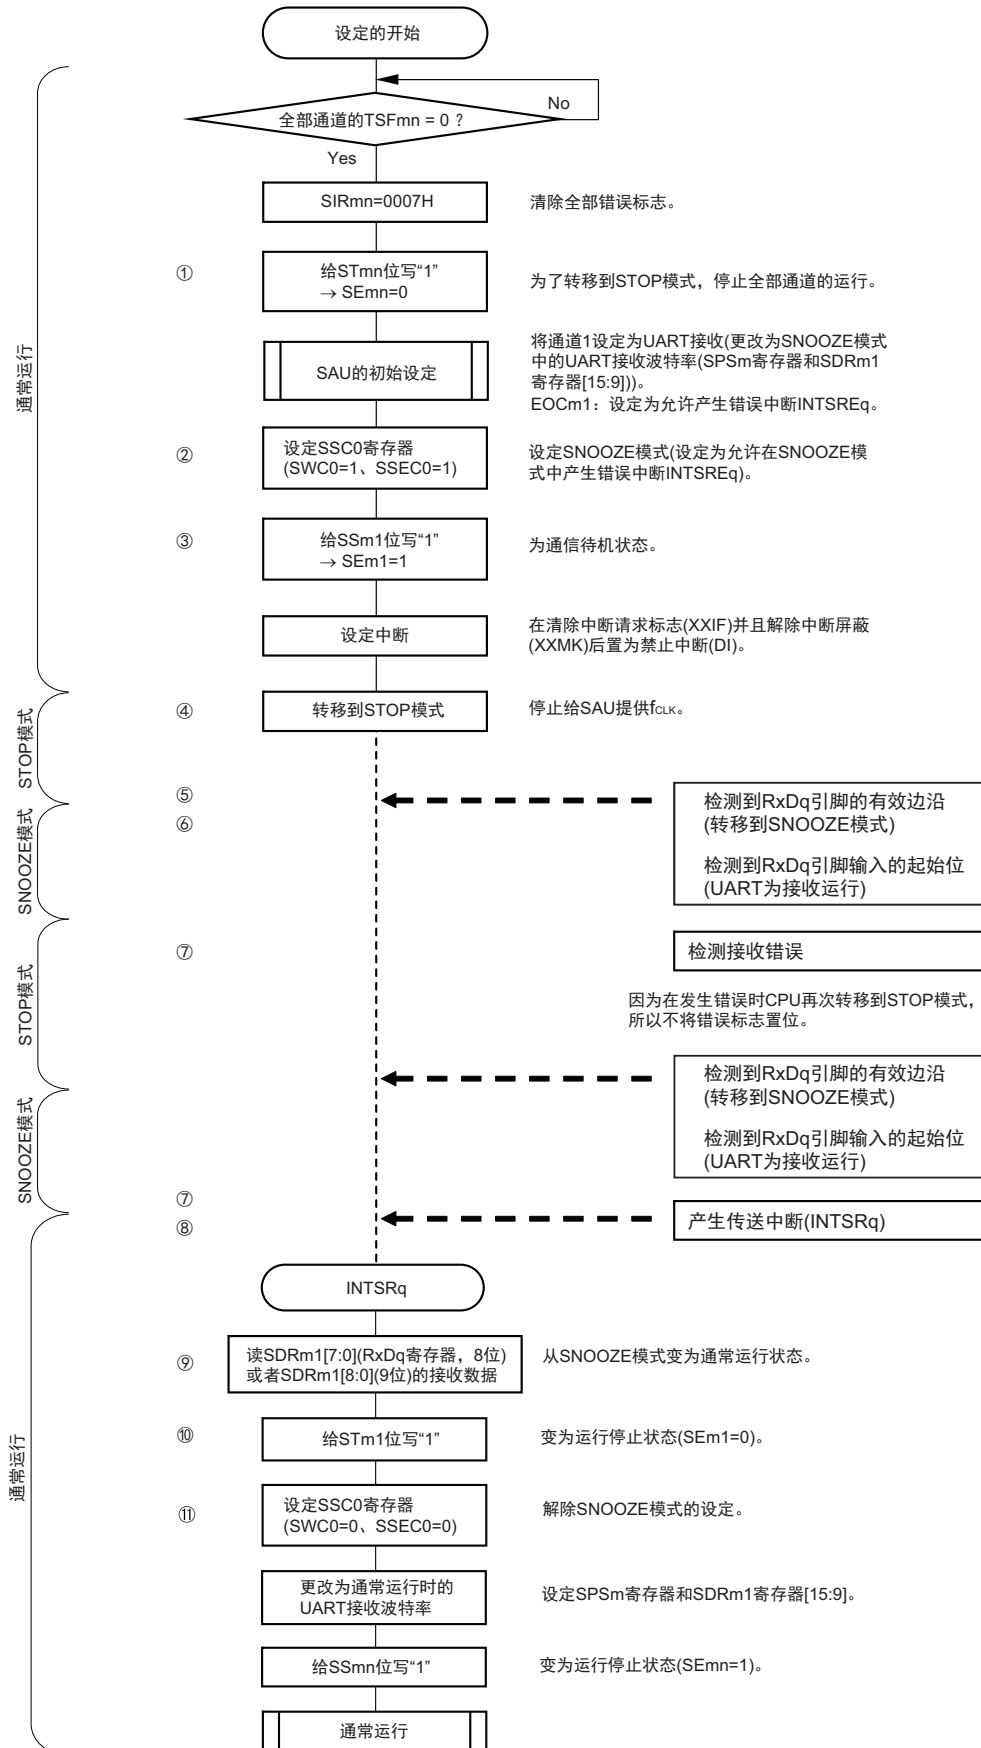 设定的开始
No
全部通道的TSFmn = 0 ?
Yes
SIRmn=0007H
清除全部错误标志。
①
给STmn位写“1”
→ SEmn=0
为了转移到STOP模式，停止全部通道的运行。
通常运行
SAU的初始设定
将通道1设定为UART接收(更改为SNOOZE模式
中的UART接收波特率(SPSm寄存器和SDRm1
寄存器[15:9]))。
EOCm1：设定为允许产生错误中断INTSREq。
②
设定SSC0寄存器
(SWC0=1、SSEC0=1)
设定SNOOZE模式(设定为允许在SNOOZE模
式中产生错误中断INTSREq)。
③
给SSm1位写“1”
→ SEm1=1
为通信待机状态。
设定中断
在清除中断请求标志(XXIF)并且解除中断屏蔽
(XXMK)后置为禁止中断(DI)。
STOP模式
④
转移到STOP模式
停止给SAU提供fCLK。
⑤
⑥
SNOOZE模式
检测到RxDq引脚的有效边沿
(转移到SNOOZE模式)
检测到RxDq引脚输入的起始位
(UART为接收运行)
STOP模式
⑦
检测接收错误
因为在发生错误时CPU再次转移到STOP模式，
所以不将错误标志置位。
SNOOZE模式
检测到RxDq引脚的有效边沿
(转移到SNOOZE模式)
检测到RxDq引脚输入的起始位
(UART为接收运行)
⑦
⑧
产生传送中断(INTSRq)
INTSRq
⑨
读SDRm1[7:0](RxDq寄存器，8位)
或者SDRm1[8:0](9位)的接收数据
从SNOOZE模式变为通常运行状态。
⑩
给STm1位写“1”
变为运行停止状态(SEm1=0)。
通常运行
⑪
设定SSC0寄存器
(SWC0=0、SSEC0=0)
解除SNOOZE模式的设定。
更改为通常运行时的
UART接收波特率
设定SPSm寄存器和SDRm1寄存器[15:9]。
给SSmn位写“1”
变为运行停止状态(SEmn=1)。
通常运行